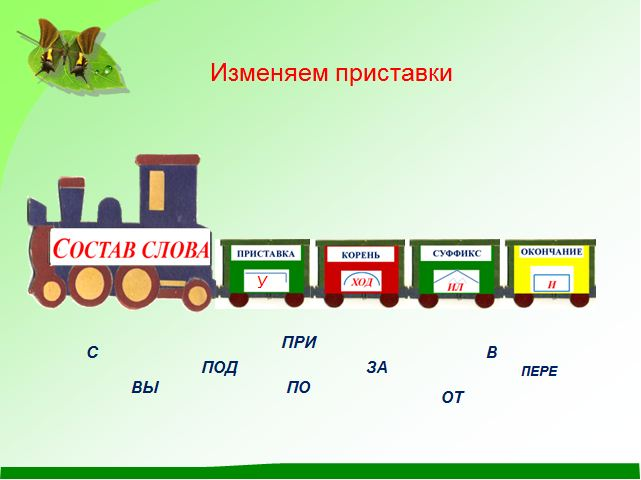 Изменяем приставки
СОСТАВ СЛОВА
ПРИСТАВКА
У
КОРЕНЬ
ХОД
СУФФИКС
ИЛ
ОКОНЧАНИЕ
И
ПРИ
С
В
ПОД
ЗА
ПЕРЕ
ВЫ
ПО
ОТ